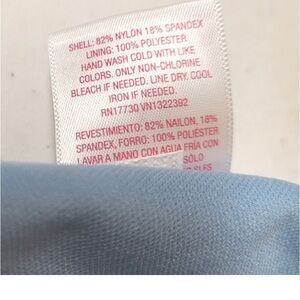 SHELL: 82% NYLON 18% SPANDEX
LINING: 100% POLYESTER
HAND WASH COLD WITH LIKE
COLORS. ONLY NON-CHLORINE
BLEACH IF NEEDED. LINE DRY. COOL
IRON IF NEEDED.
RN17730 VN1322392
REVESTIMIENTO: 82% NAILON, 18%
SPANDEX, FORRO: 100% POLIÉSTER
LAVAR A MANO CON AGUA FRÍA CON
SÓLO